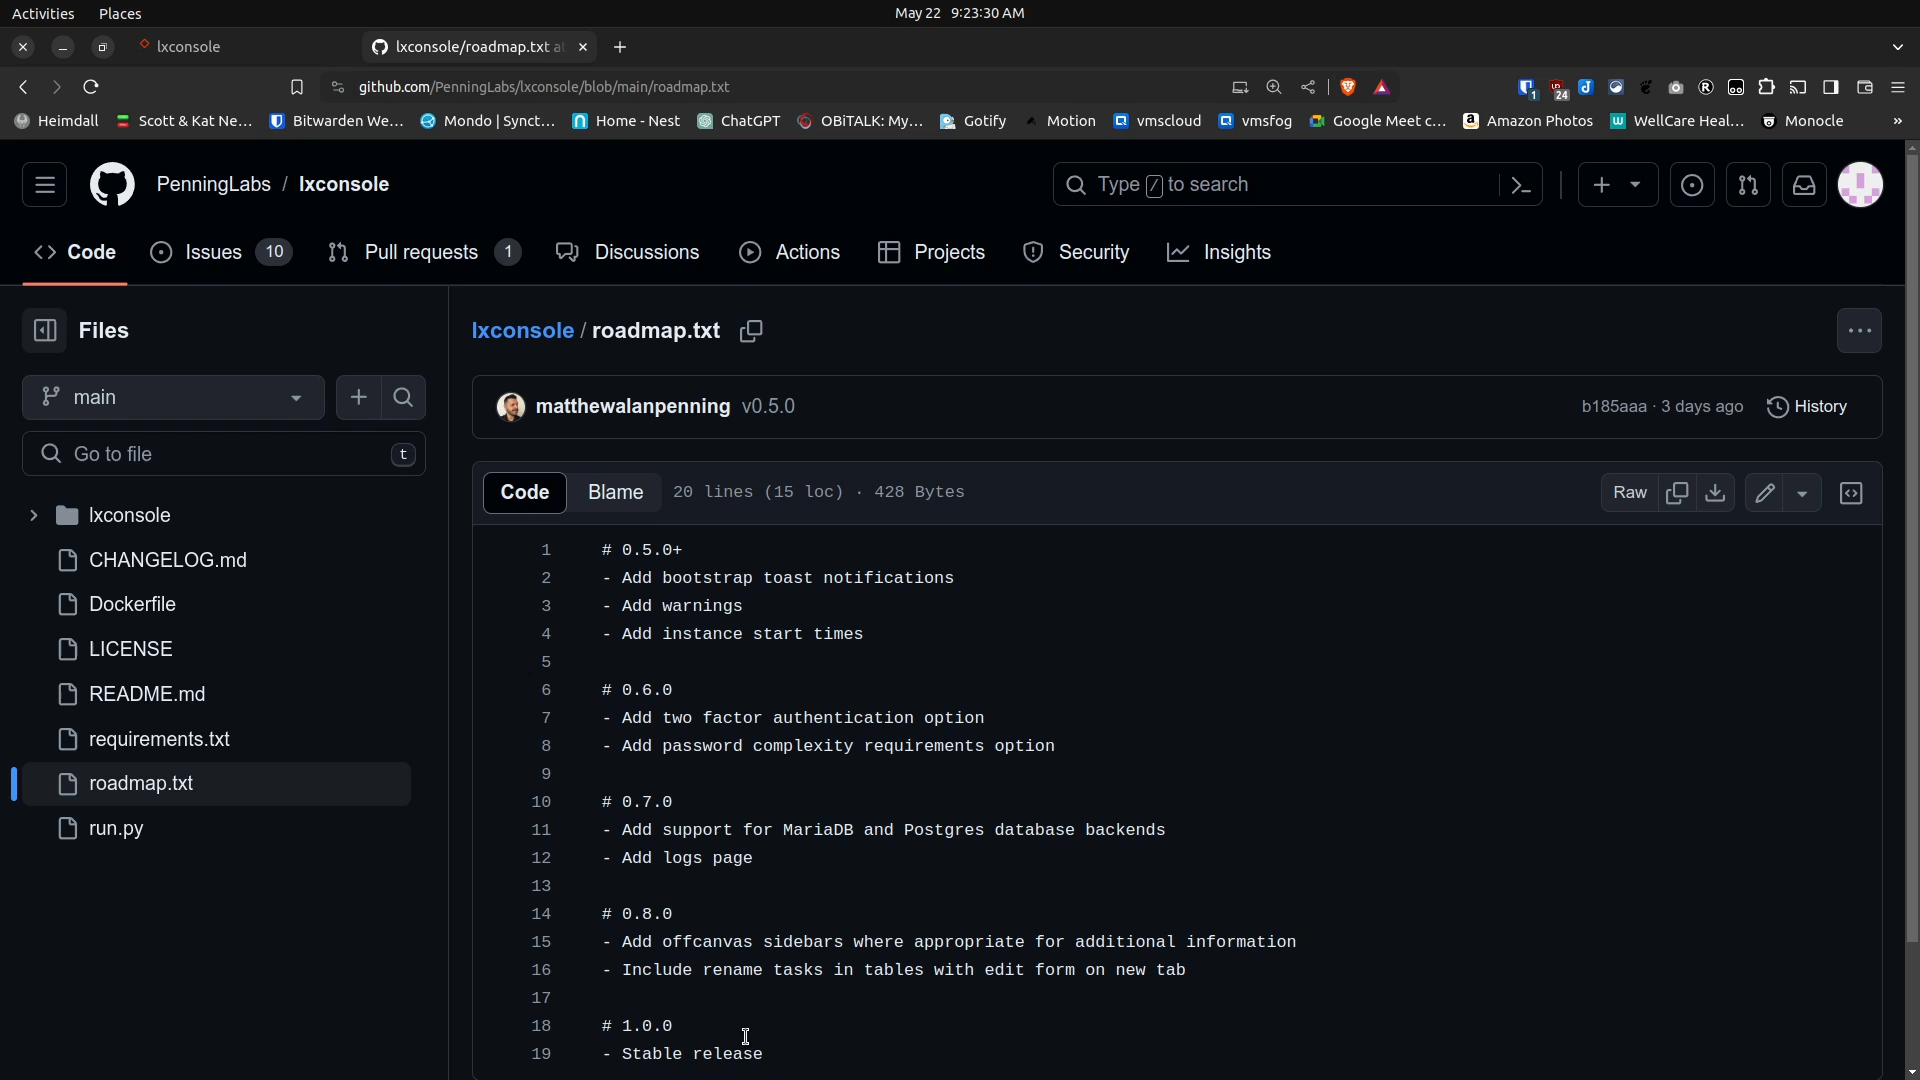 Activities Places May 22 9:23:30 AM
lxconsole lxconsole/roadmap.txt at
github.com/PenningLabs/lxconsole/blob/main/roadmap.txt 1 24
Heimdall Scott & Kat Ne... Bitwarden We... Mondo | Synct... Home - Nest ChatGPT OBiTALK: My... Gotify Motion vmscloud vmsfog Google Meet c... Amazon Photos WellCare Heal... Monocle »
PenningLabs / lxconsole Type / to search
Code Issues 10 Pull requests 1 Discussions Actions Projects Security Insights
Files
main
Go to file t
lxconsole
CHANGELOG.md
Dockerfile
LICENSE
README.md
requirements.txt
roadmap.txt
run.py
lxconsole / roadmap.txt
matthewalanpenning v0.5.0 b185aaa · 3 days ago History
Code Blame 20 lines (15 loc) · 428 Bytes Raw
1 # 0.5.0+
2 - Add bootstrap toast notifications
3 - Add warnings
4 - Add instance start times
5
6 # 0.6.0
7 - Add two factor authentication option
8 - Add password complexity requirements option
9
10 # 0.7.0
11 - Add support for MariaDB and Postgres database backends
12 - Add logs page
13
14 # 0.8.0
15 - Add offcanvas sidebars where appropriate for additional information
16 - Include rename tasks in tables with edit form on new tab
17
18 # 1.0.0
19 - Stable release